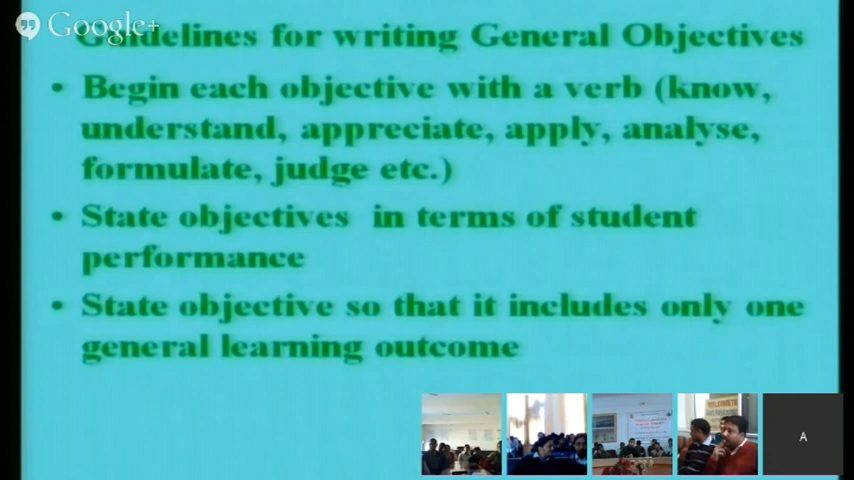 Google+
Guidelines for writing General Objectives
• Begin each objective with a verb (know,
understand, appreciate, apply, analyse,
formulate, judge etc.)
• State objectives in terms of student
performance
• State objective so that it includes only one
general learning outcome
A